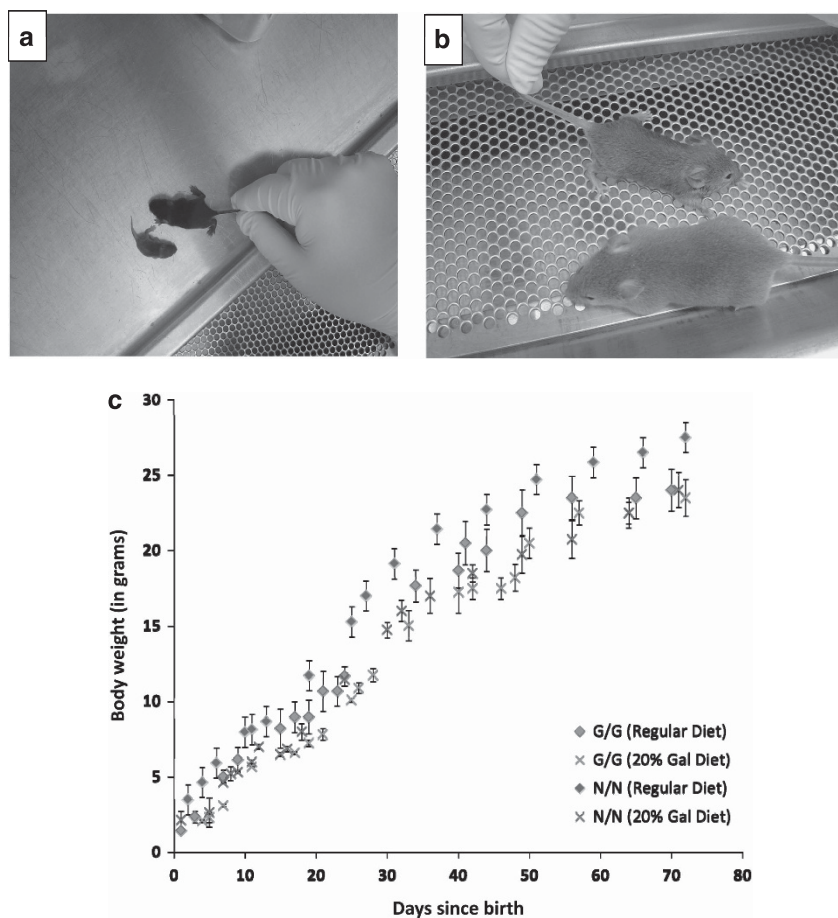 a
b
c
30
25
20
15
10
5
0
Body weight (in grams)
G/G (Regular Diet)
G/G (20% Gal Diet)
N/N (Regular Diet)
N/N (20% Gal Diet)
0 10 20 30 40 50 60 70 80
Days since birth